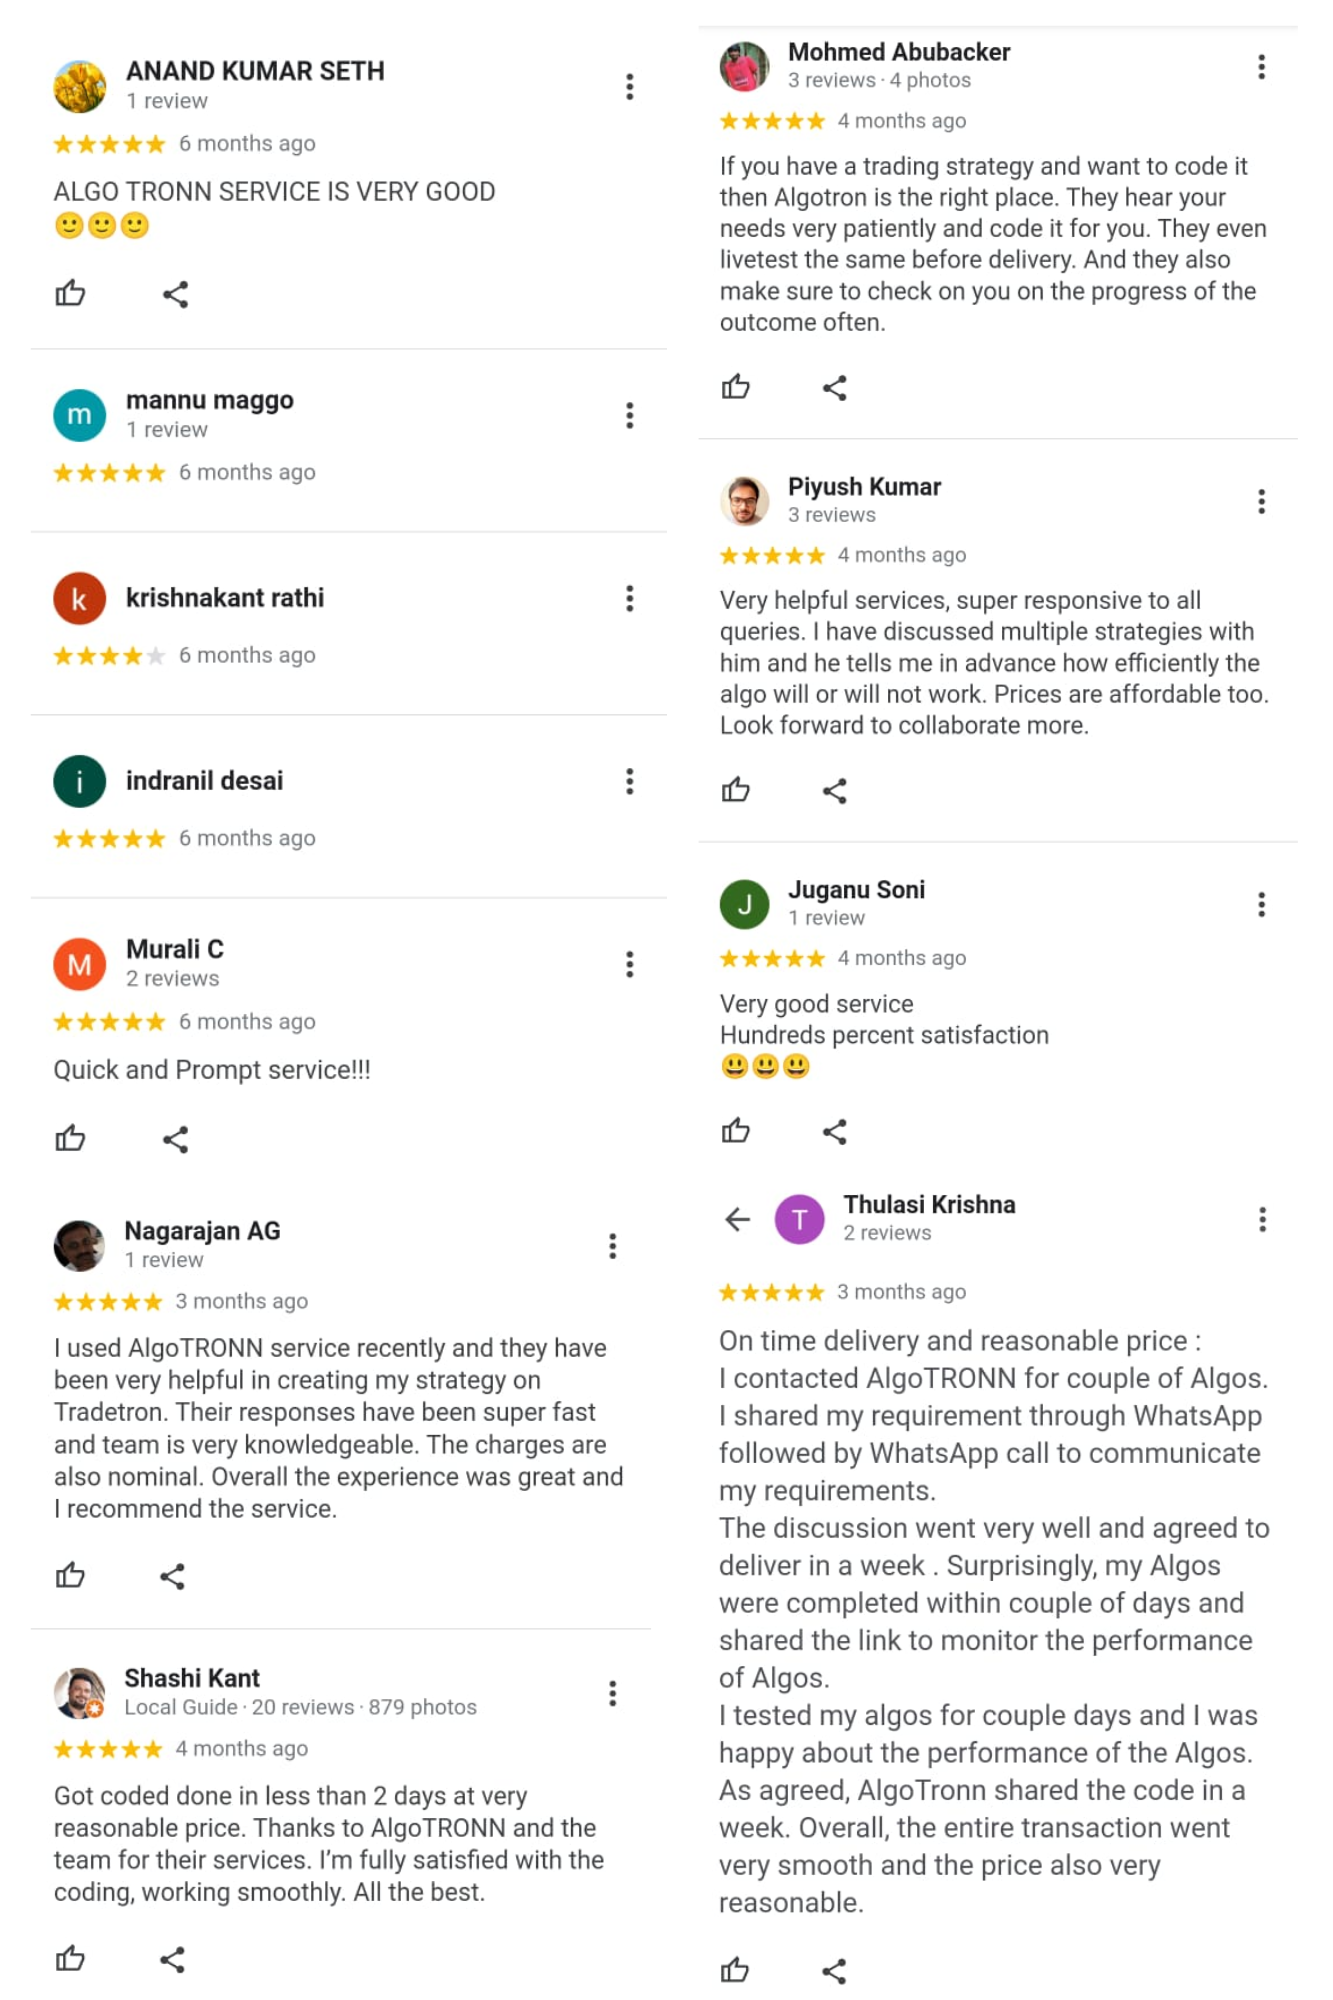 ANAND KUMAR SETH
1 review
6 months ago
ALGO TRONN SERVICE IS VERY GOOD
🙂🙂🙂
m
mannu maggo
1 review
6 months ago
k
krishnakant rathi
6 months ago
i
indranil desai
6 months ago
M
Murali C
2 reviews
6 months ago
Quick and Prompt service!!!
Nagarajan AG
1 review
3 months ago
I used AlgoTRONN service recently and they have
been very helpful in creating my strategy on
Tradetron. Their responses have been super fast
and team is very knowledgeable. The charges are
also nominal. Overall the experience was great and
I recommend the service.
Shashi Kant
Local Guide · 20 reviews · 879 photos
4 months ago
Got coded done in less than 2 days at very
reasonable price. Thanks to AlgoTRONN and the
team for their services. I'm fully satisfied with the
coding, working smoothly. All the best.
Mohmed Abubacker
3 reviews · 4 photos
4 months ago
If you have a trading strategy and want to code it
then Algotron is the right place. They hear your
needs very patiently and code it for you. They even
livetest the same before delivery. And they also
make sure to check on you on the progress of the
outcome often.
Piyush Kumar
3 reviews
4 months ago
Very helpful services, super responsive to all
queries. I have discussed multiple strategies with
him and he tells me in advance how efficiently the
algo will or will not work. Prices are affordable too.
Look forward to collaborate more.
J
Juganu Soni
1 review
4 months ago
Very good service
Hundreds percent satisfaction
😃😃😃
T
Thulasi Krishna
2 reviews
3 months ago
On time delivery and reasonable price :
I contacted AlgoTRONN for couple of Algos.
I shared my requirement through WhatsApp
followed by WhatsApp call to communicate
my requirements.
The discussion went very well and agreed to
deliver in a week . Surprisingly, my Algos
were completed within couple of days and
shared the link to monitor the performance
of Algos.
I tested my algos for couple days and I was
happy about the performance of the Algos.
As agreed, AlgoTronn shared the code in a
week. Overall, the entire transaction went
very smooth and the price also very
reasonable.